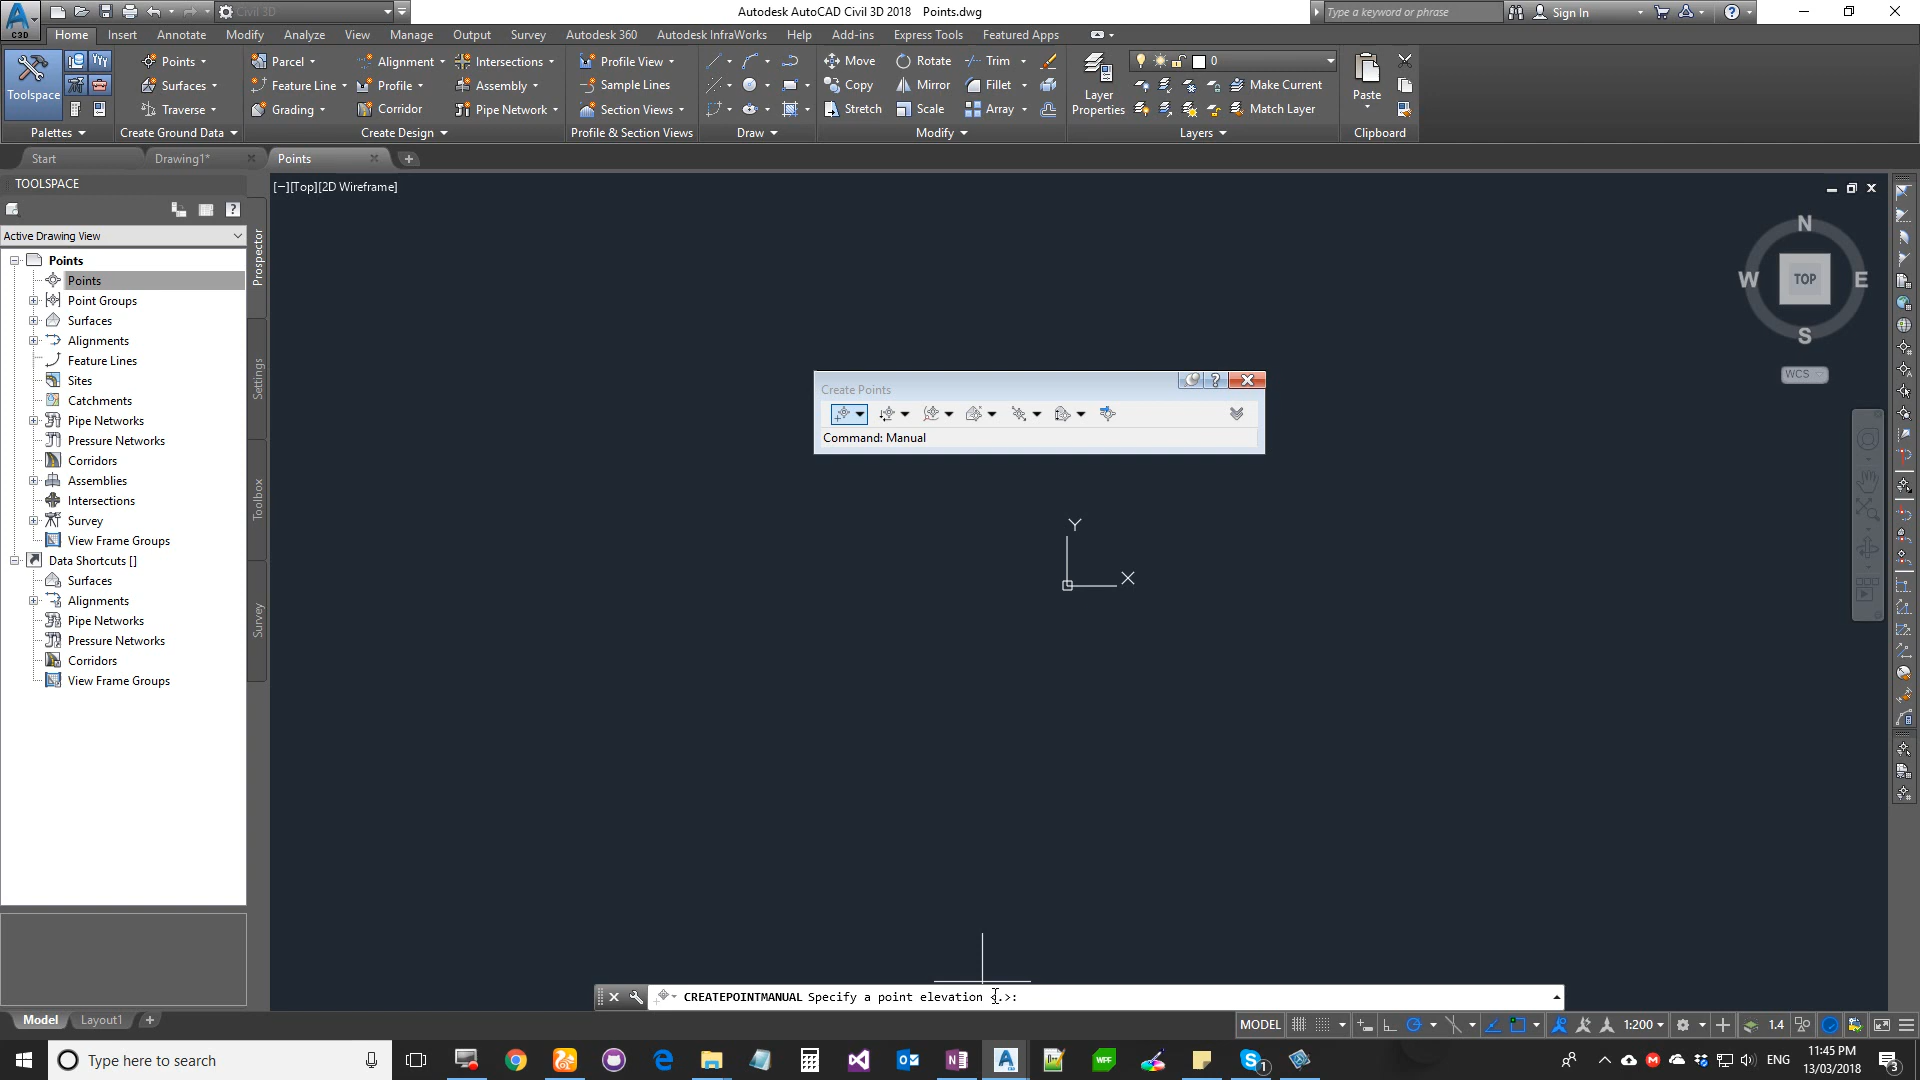 Civil 3D
Autodesk AutoCAD Civil 3D 2018 Points.dwg
Type a keyword or phrase
Sign In
C3D
Home Insert Annotate Modify Analyze View Manage Output Survey Autodesk 360 Autodesk InfraWorks Help Add-ins Express Tools Featured Apps
Points Parcel Alignment Intersections Profile View Move Rotate Trim 0
Toolspace Surfaces Feature Line Profile Assembly Sample Lines Copy Mirror Fillet Layer Properties Make Current Paste
Traverse Grading Corridor Pipe Network Section Views Stretch Scale Array Match Layer
Palettes Create Ground Data Create Design Profile & Section Views Draw Modify Layers Clipboard
Start Drawing1* Points
TOOLSPACE
[−][Top][2D Wireframe]
Active Drawing View
Prospector
Settings
Toolbox
Survey
Points
Points
Point Groups
Surfaces
Alignments
Feature Lines
Sites
Catchments
Pipe Networks
Pressure Networks
Corridors
Assemblies
Intersections
Survey
View Frame Groups
Data Shortcuts []
Surfaces
Alignments
Pipe Networks
Pressure Networks
Corridors
View Frame Groups
N
W TOP E
S
WCS
Create Points
Command: Manual
Y
X
CREATEPOINTMANUAL Specify a point elevation <.>:
Model Layout1
MODEL 1:200 1.4
Type here to search
WPF
1
ENG
11:45 PM
13/03/2018
3